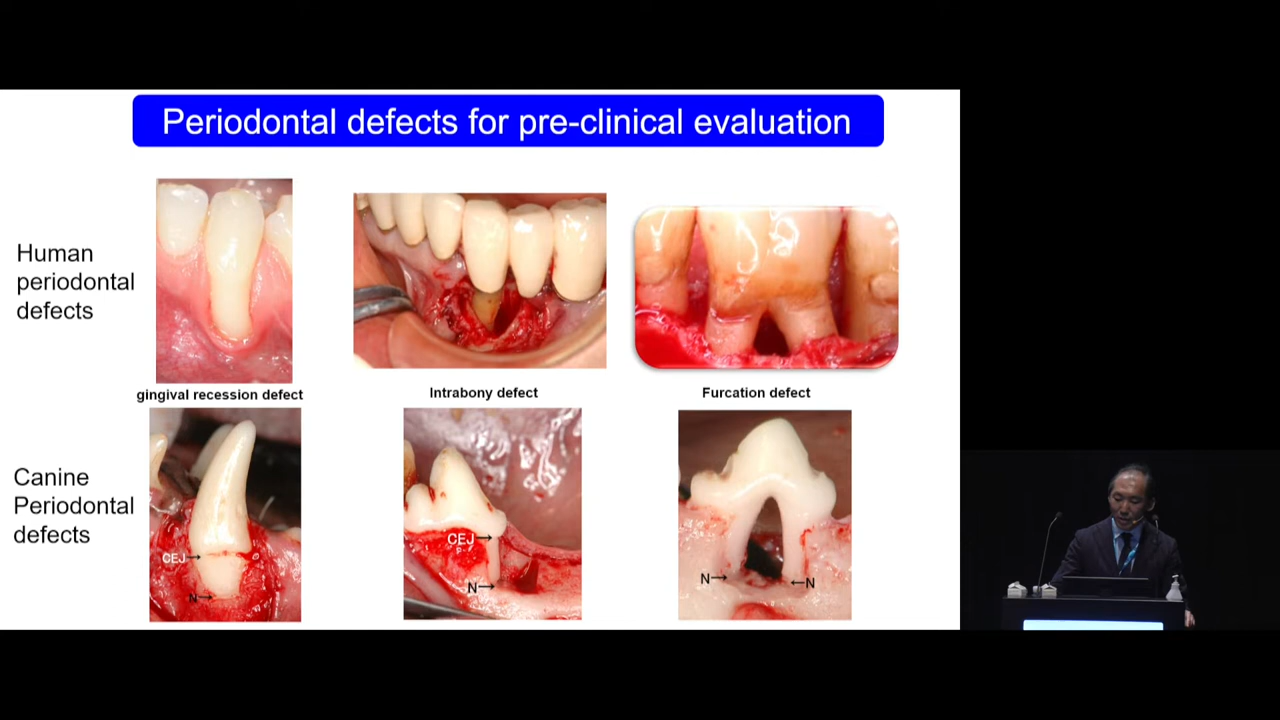 Periodontal defects for pre-clinical evaluation
Human
periodontal
defects
gingival recession defect
Intrabony defect
Furcation defect
Canine
Periodontal
defects
CEJ→
N→
CEJ→
N→
N→
←N